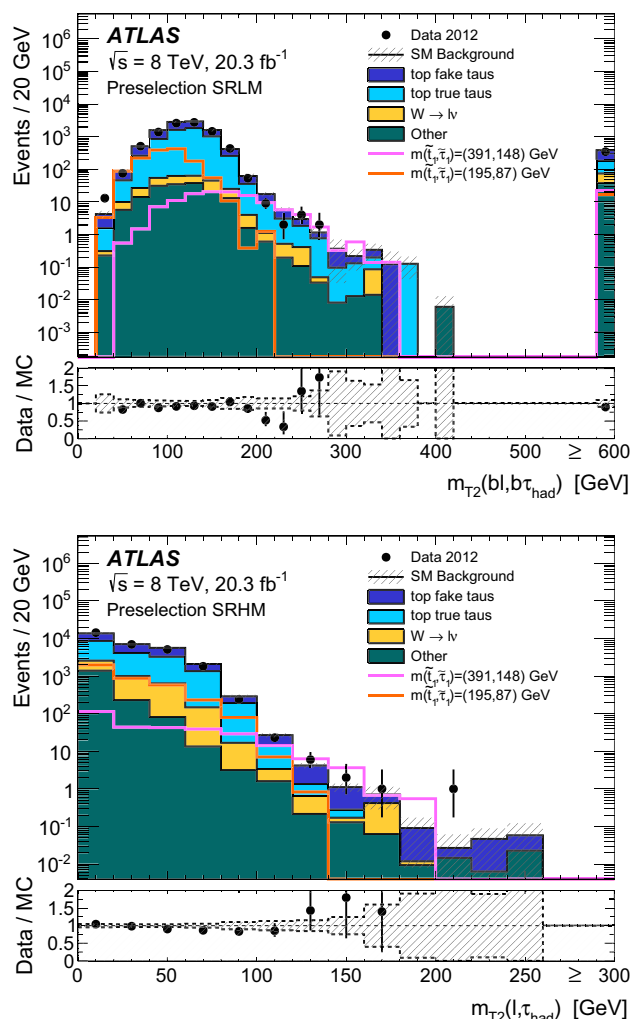 ATLAS
√s = 8 TeV, 20.3 fb⁻¹
Preselection SRLM
Data 2012
SM Background
top fake taus
top true taus
W → lν
Other
m(t̃₁,τ̃₁)=(391,148) GeV
m(t̃₁,τ̃₁)=(195,87) GeV
Events / 20 GeV
10⁶
10⁵
10⁴
10³
10²
10
1
10⁻¹
10⁻²
10⁻³
Data / MC
2
1.5
1
0.5
0
0 100 200 300 400 500 ≥ 600
m_T2(bl,bτ_had) [GeV]
ATLAS
√s = 8 TeV, 20.3 fb⁻¹
Preselection SRHM
Data 2012
SM Background
top fake taus
top true taus
W → lν
Other
m(t̃₁,τ̃₁)=(391,148) GeV
m(t̃₁,τ̃₁)=(195,87) GeV
Events / 20 GeV
10⁶
10⁵
10⁴
10³
10²
10
1
10⁻¹
10⁻²
Data / MC
2
1.5
1
0.5
0
0 50 100 150 200 250 ≥ 300
m_T2(l,τ_had) [GeV]